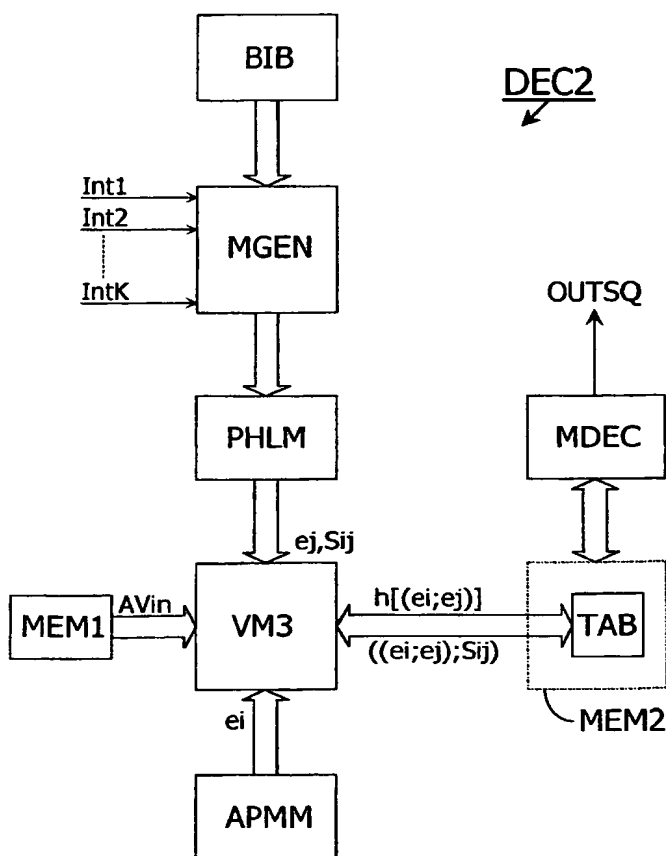 BIB
DEC2
Int1
Int2
IntK
MGEN
OUTSQ
PHLM
MDEC
ej,Sij
MEM1
AVin
VM3
h[(ei;ej)]
((ei;ej);Sij)
TAB
MEM2
ei
APMM